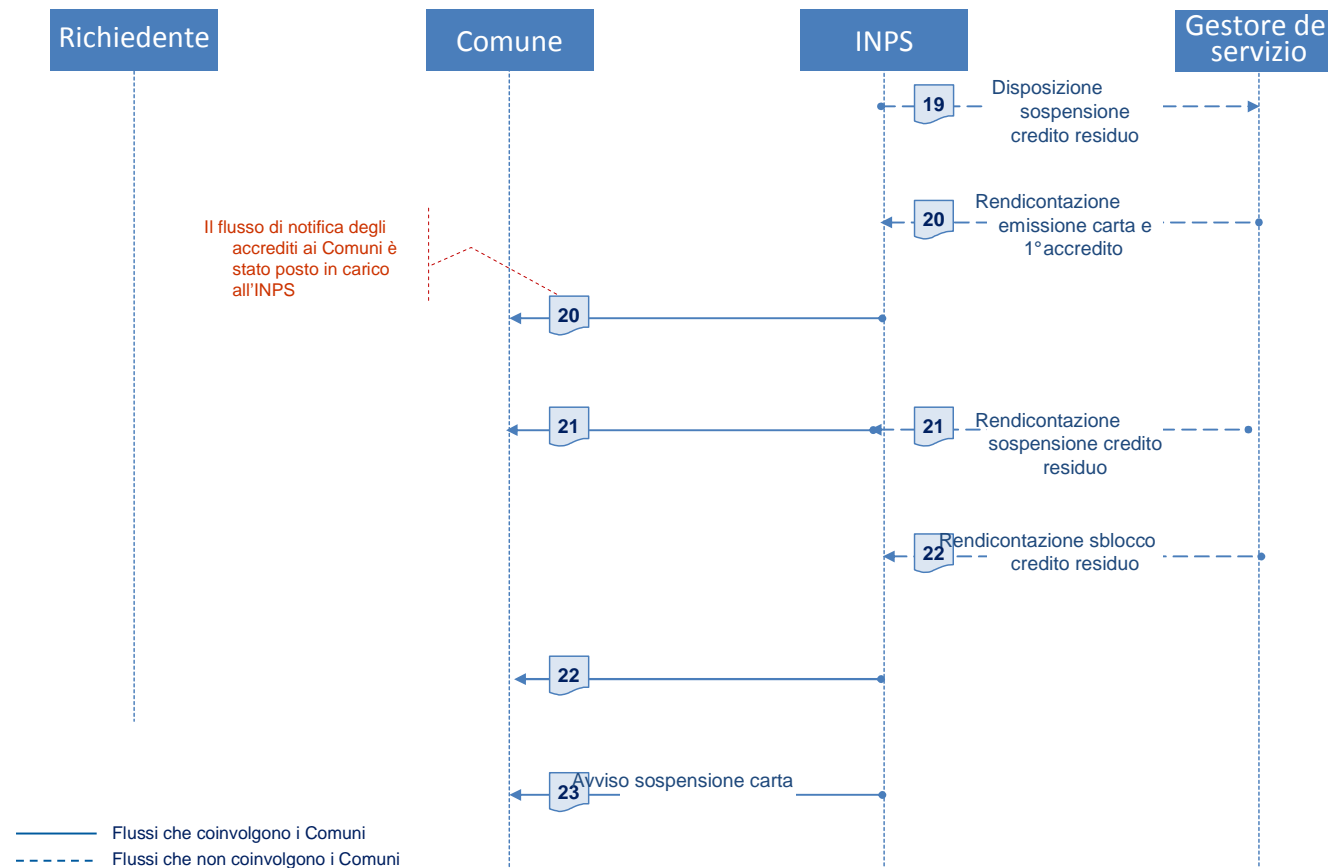 Richiedente
Comune
INPS
Gestore de
servizio
19
Disposizione
sospensione
credito residuo
20
Rendicontazione
emissione carta e
1°accredito
Il flusso di notifica degli
accrediti ai Comuni è
stato posto in carico
all'INPS
20
21
21
Rendicontazione
sospensione credito
residuo
22
Rendicontazione sblocco
credito residuo
22
23
Avviso sospensione carta
Flussi che coinvolgono i Comuni
Flussi che non coinvolgono i Comuni